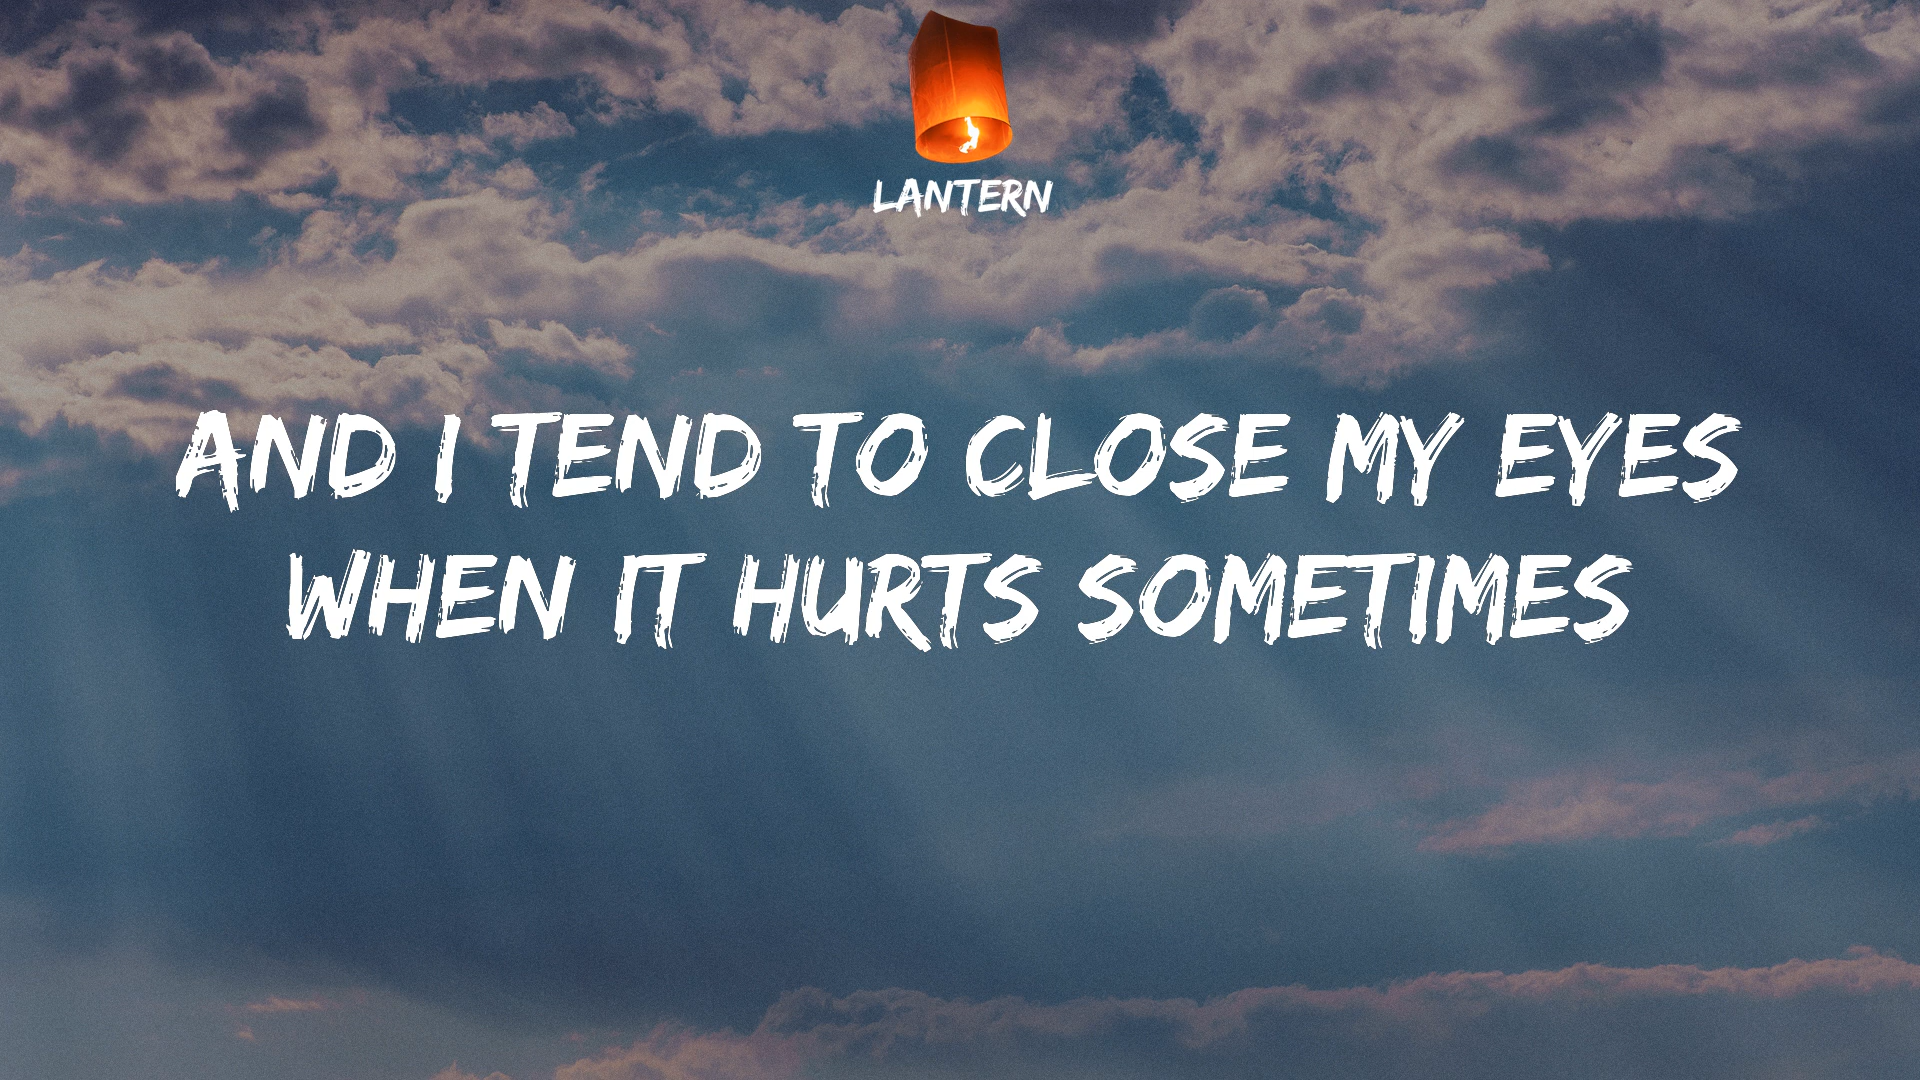 LANTERN
AND I TEND TO CLOSE MY EYES
WHEN IT HURTS SOMETIMES